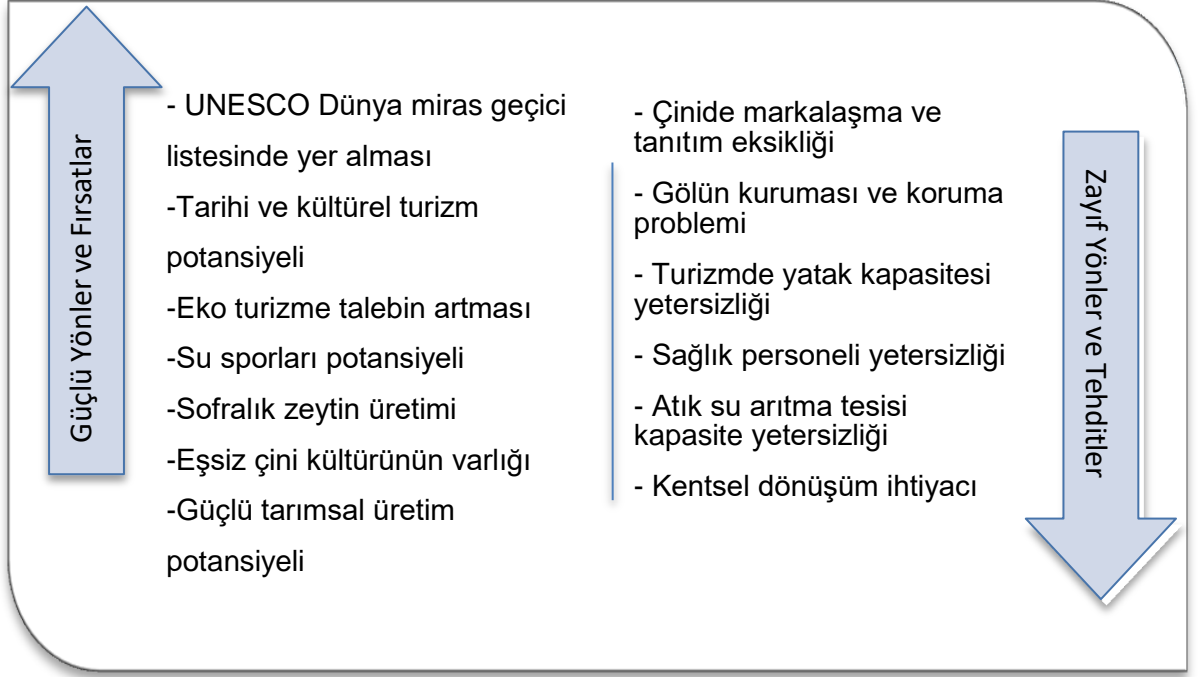 Güçlü Yönler ve Fırsatlar
- UNESCO Dünya miras geçici
listesinde yer alması
-Tarihi ve kültürel turizm
potansiyeli
-Eko turizme talebin artması
-Su sporları potansiyeli
-Sofralık zeytin üretimi
-Eşsiz çini kültürünün varlığı
-Güçlü tarımsal üretim
potansiyeli
- Çinide markalaşma ve
tanıtım eksikliği
- Gölün kuruması ve koruma
problemi
- Turizmde yatak kapasitesi
yetersizliği
- Sağlık personeli yetersizliği
- Atık su arıtma tesisi
kapasite yetersizliği
- Kentsel dönüşüm ihtiyacı
Zayıf Yönler ve Tehditler